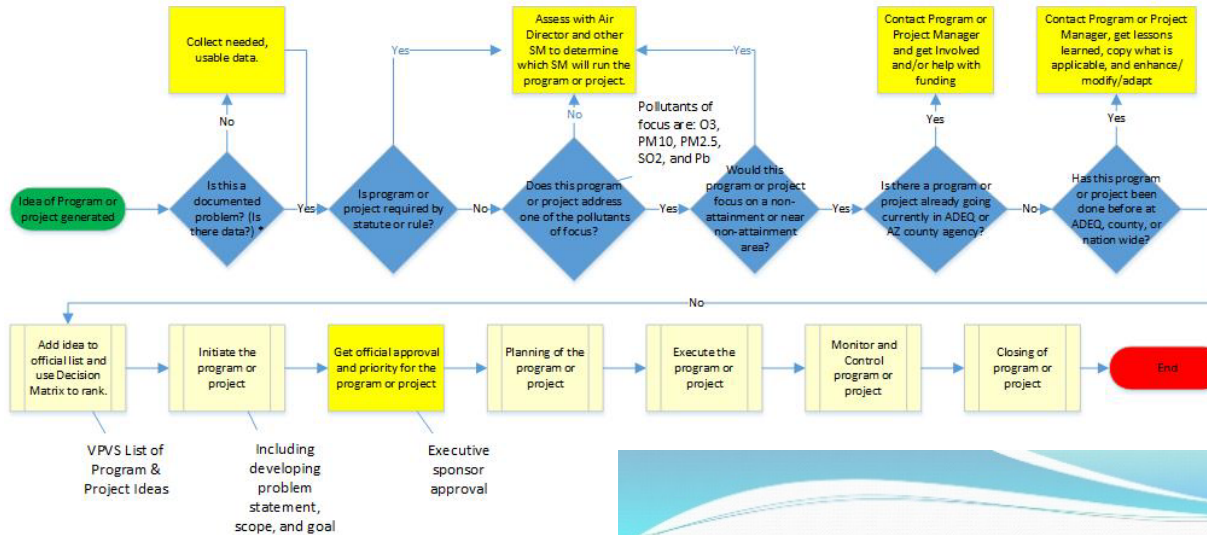 Collect needed,
usable data.
Yes
Assess with Air
Director and other
SM to determine
which SM will run the
program or project.
Yes
Contact Program or
Project Manager
and get Involved
and/or help with
funding
Contact Program or Project
Manager, get lessons
learned, copy what is
applicable, and enhance/
modify/adapt
No
No
Pollutants of
focus are: O3,
PM10, PM2.5,
SO2, and Pb
Yes
Yes
Idea of Program or
project generated
Is this a
documented
problem? (Is
there data?) *
Yes
Is program or
project required by
statute or rule?
No
Does this program
or project address
one of the pollutants
of focus?
Yes
Would this
program or project
focus on a non-
attainment or near
non-attainment
area?
Yes
Is there a program or
project already going
currently in ADEQ or
AZ county agency?
No
Has this program
or project been
done before at
ADEQ, county, or
nation wide?
No
Add idea to
official list and
use Decision
Matrix to rank.
Initiate the
program or
project
Get official approval
and priority for the
program or project
Planning of the
program or
project
Execute the
program or
project
Monitor and
Control
program or
project
Closing of
program or
project
End
VPVS List of
Program &
Project Ideas
Including
developing
problem
statement,
scope, and goal
Executive
sponsor
approval